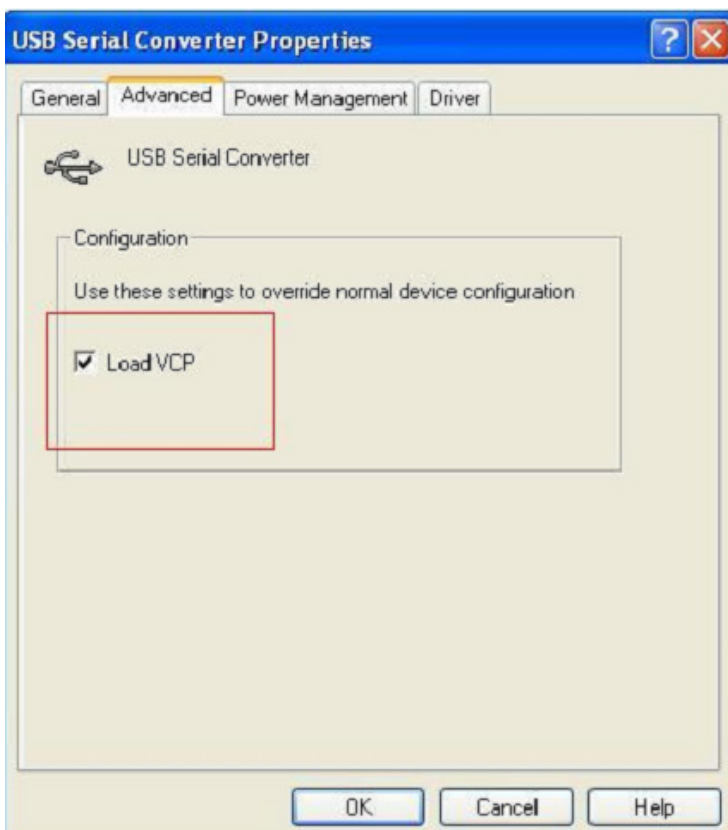 USB Serial Converter Properties
General Advanced Power Management Driver
USB Serial Converter
Configuration
Use these settings to override normal device configuration
Load VCP
OK Cancel Help